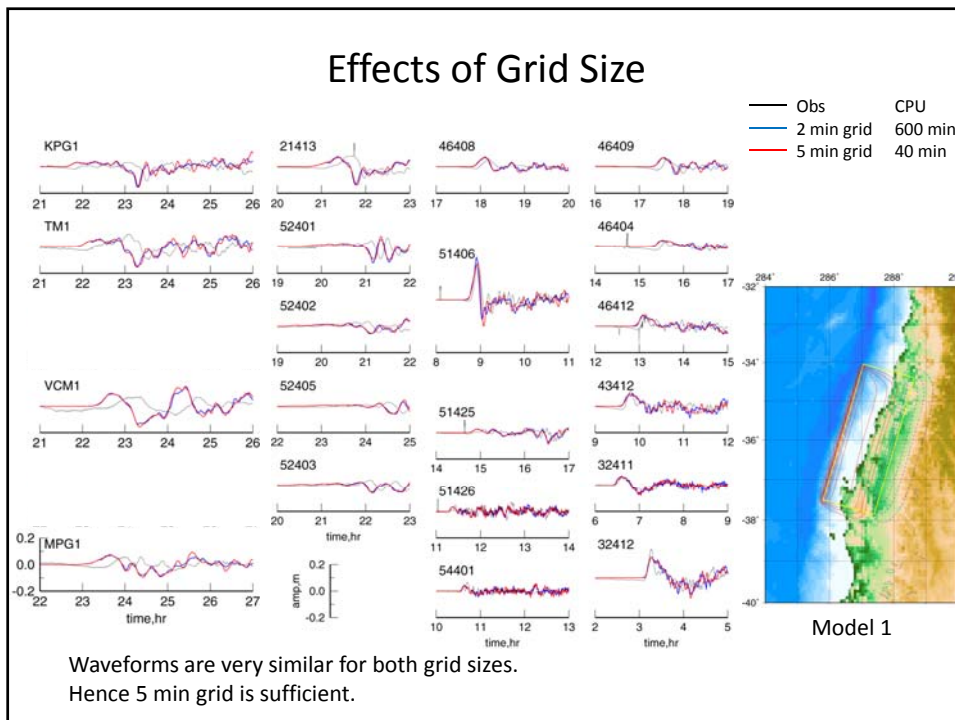 Effects of Grid Size
Obs CPU
2 min grid 600 min
5 min grid 40 min
KPG1
21 22 23 24 25 26
TM1
21 22 23 24 25 26
VCM1
21 22 23 24 25 26
MPG1
0.2
0.0
-0.2
22 23 24 25 26 27
time,hr
21413
20 21 22 23
52401
19 20 21 22
52402
19 20 21 22
52405
22 23 24 25
52403
20 21 22 23
time,hr
amp,m
0.2
0.0
-0.2
46408
17 18 19 20
51406
8 9 10 11
51425
14 15 16 17
51426
11 12 13 14
54401
10 11 12 13
time,hr
46409
16 17 18 19
46404
14 15 16 17
46412
12 13 14 15
43412
9 10 11 12
32411
6 7 8 9
32412
2 3 4 5
time,hr
284° 286° 288°
-32°
-34°
-36°
-38°
-40°
Model 1
Waveforms are very similar for both grid sizes.
Hence 5 min grid is sufficient.